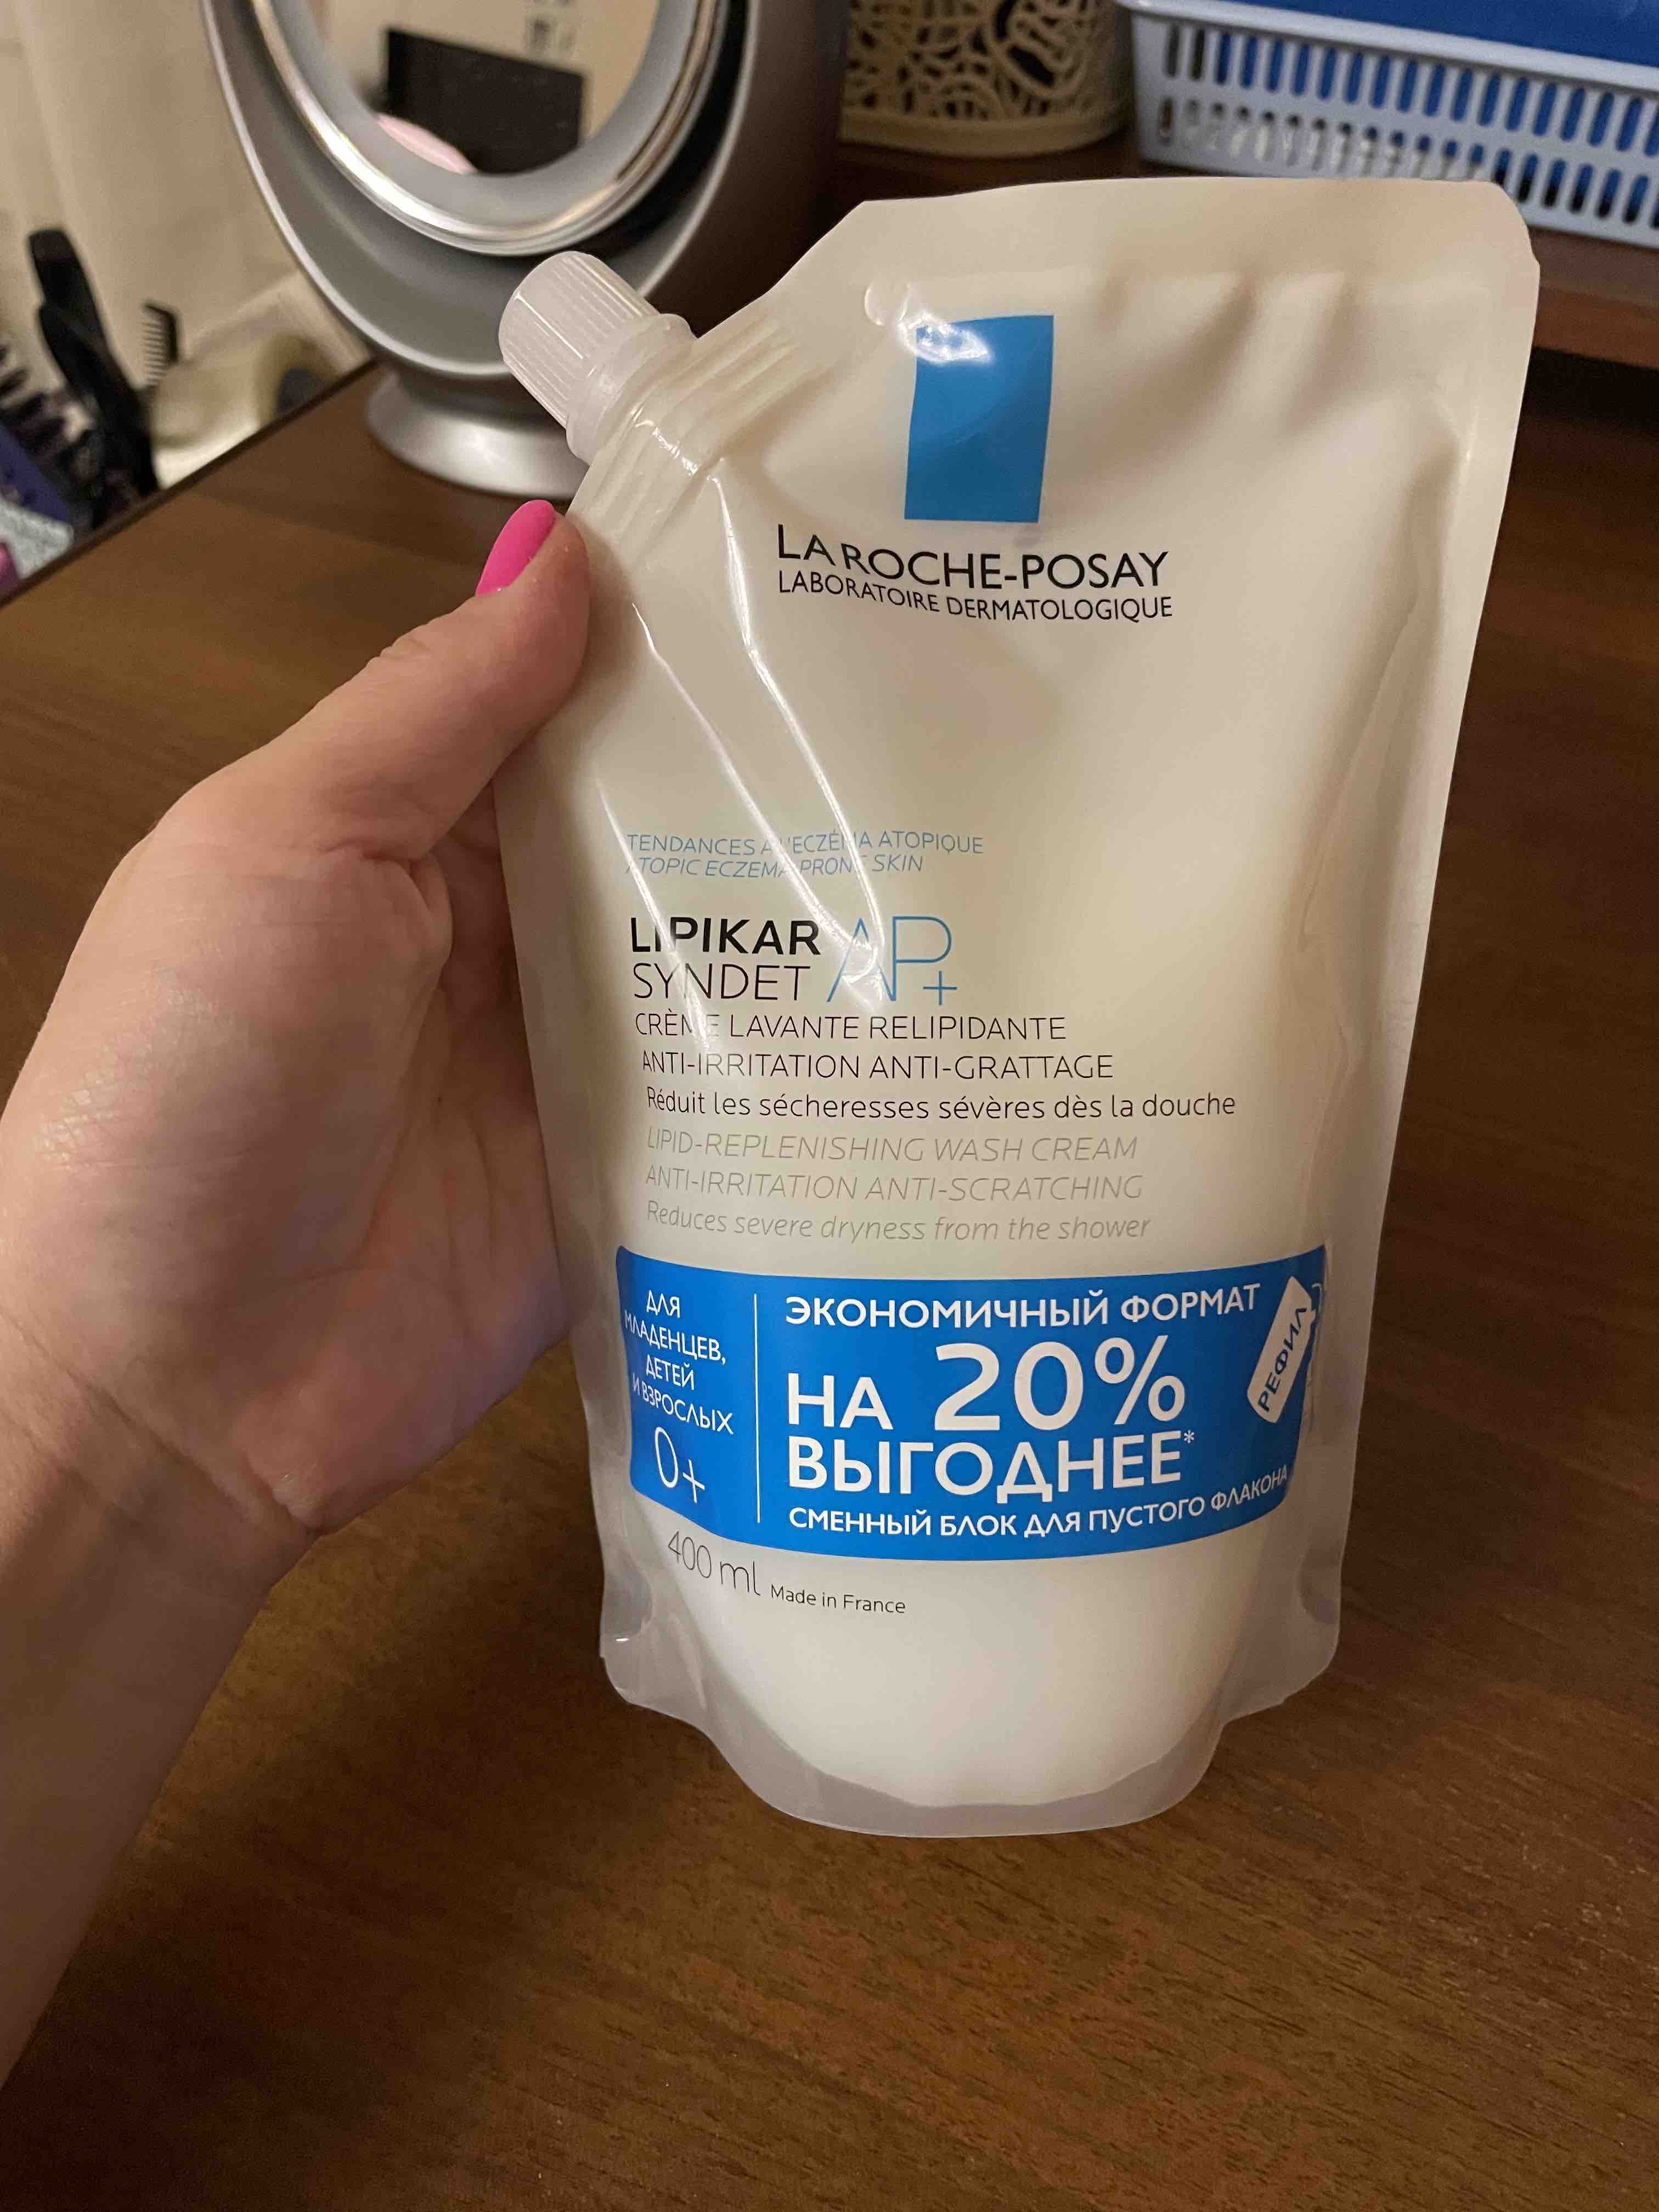 LA ROCHE-POSAY
LABORATOIRE DERMATOLOGIQUE
TENDANCES À L'ECZÉMA ATOPIQUE
ATOPIC ECZEMA-PRONE SKIN
LIPIKAR
SYNDET AP+
CRÈME LAVANTE RELIPIDANTE
ANTI-IRRITATION ANTI-GRATTAGE
Réduit les sécheresses sévères dès la douche
LIPID-REPLENISHING WASH CREAM
ANTI-IRRITATION ANTI-SCRATCHING
Reduces severe dryness from the shower
ДЛЯ
МЛАДЕНЦЕВ,
ДЕТЕЙ
И ВЗРОСЛЫХ
0+
ЭКОНОМИЧНЫЙ ФОРМАТ
НА 20%
ВЫГОДНЕЕ*
СМЕННЫЙ БЛОК ДЛЯ ПУСТОГО ФЛАКОНА
РЕФИЛ
400 ml Made in France